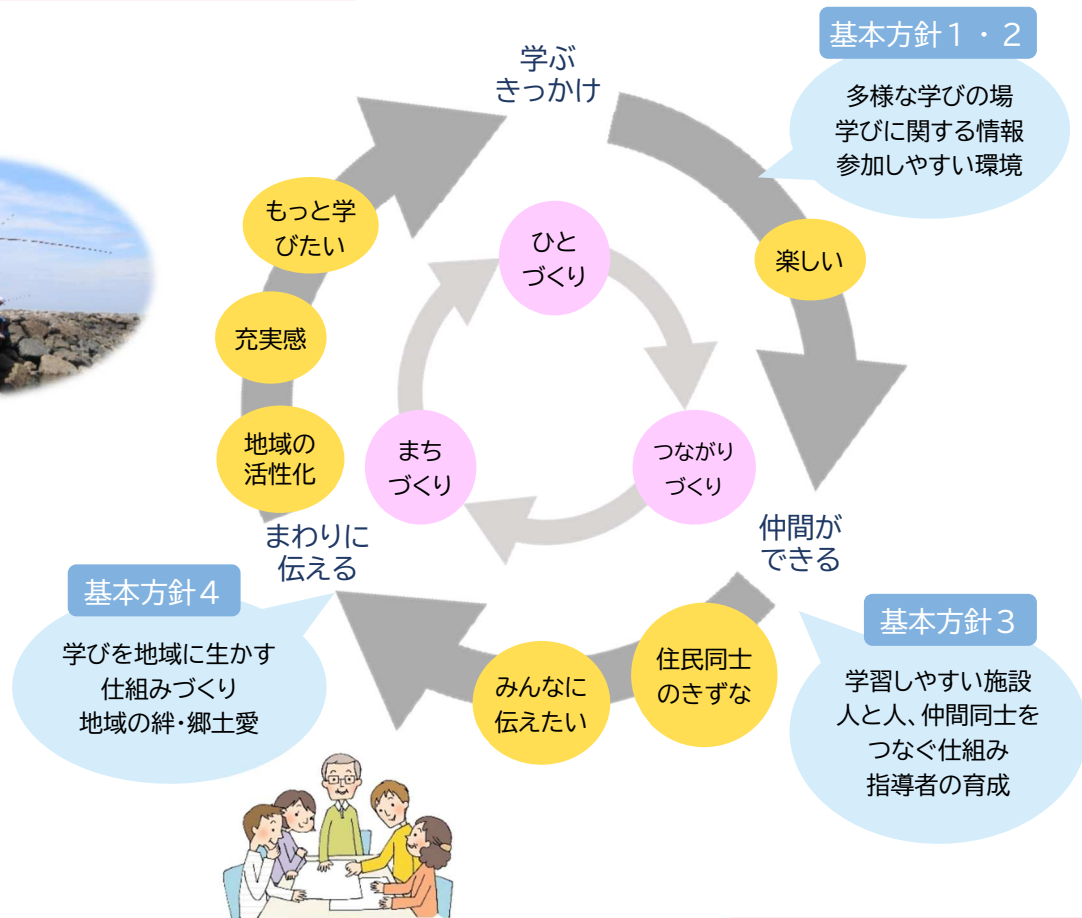 基本方針１・２
多様な学びの場
学びに関する情報
参加しやすい環境
学ぶ
きっかけ
もっと学
びたい
ひと
づくり
楽しい
充実感
地域の
活性化
まち
づくり
つながり
づくり
仲間が
できる
まわりに
伝える
基本方針４
学びを地域に生かす
仕組みづくり
地域の絆・郷土愛
みんなに
伝えたい
住民同士
のきずな
基本方針３
学習しやすい施設
人と人、仲間同士を
つなぐ仕組み
指導者の育成